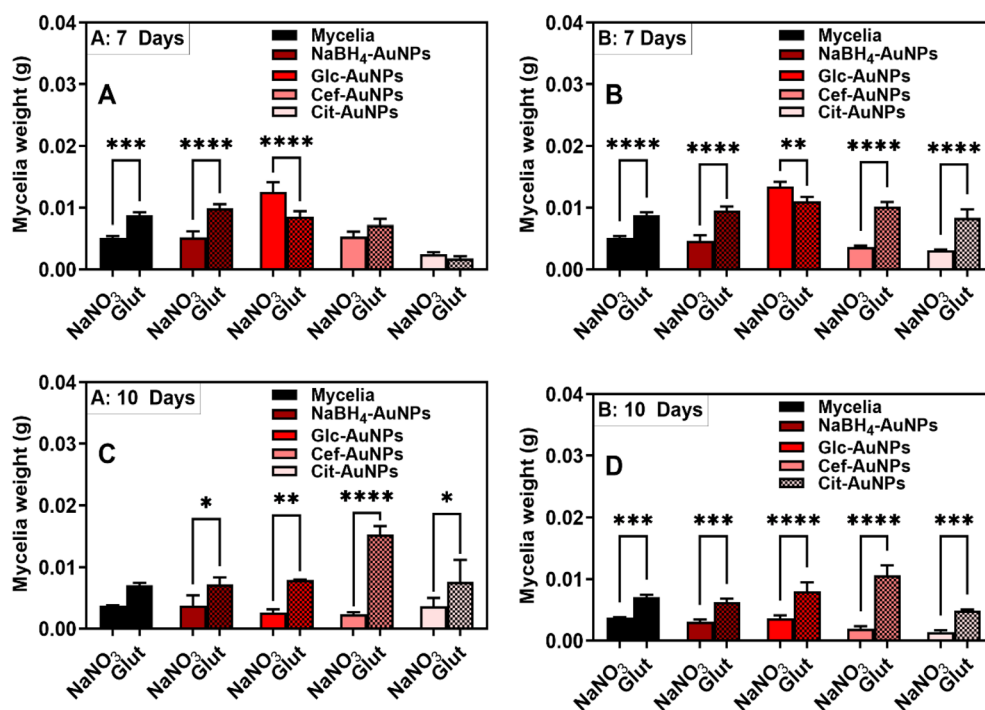 0.04
0.03
0.02
0.01
0.00
Mycelia weight (g)
A: 7 Days
A
Mycelia
NaBH₄-AuNPs
Glc-AuNPs
Cef-AuNPs
Cit-AuNPs
***
****
****
NaNO₃ Glut NaNO₃ Glut NaNO₃ Glut NaNO₃ Glut NaNO₃ Glut
0.04
0.03
0.02
0.01
0.00
Mycelia weight (g)
B: 7 Days
B
Mycelia
NaBH₄-AuNPs
Glc-AuNPs
Cef-AuNPs
Cit-AuNPs
****
****
**
****
****
NaNO₃ Glut NaNO₃ Glut NaNO₃ Glut NaNO₃ Glut NaNO₃ Glut
0.04
0.03
0.02
0.01
0.00
Mycelia weight (g)
A: 10 Days
C
Mycelia
NaBH₄-AuNPs
Glc-AuNPs
Cef-AuNPs
Cit-AuNPs
*
**
****
*
NaNO₃ Glut NaNO₃ Glut NaNO₃ Glut NaNO₃ Glut NaNO₃ Glut
0.04
0.03
0.02
0.01
0.00
Mycelia weight (g)
B: 10 Days
D
Mycelia
NaBH₄-AuNPs
Glc-AuNPs
Cef-AuNPs
Cit-AuNPs
***
***
****
****
***
NaNO₃ Glut NaNO₃ Glut NaNO₃ Glut NaNO₃ Glut NaNO₃ Glut